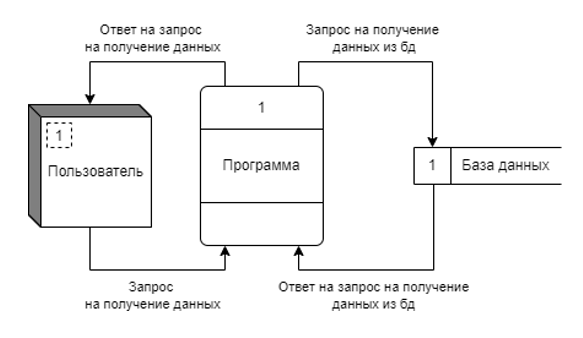 Ответ на запрос
на получение данных
Запрос на получение
данных из бд
1
Пользователь
1
Программа
1
База данных
Запрос
на получение данных
Ответ на запрос на получение
данных из бд